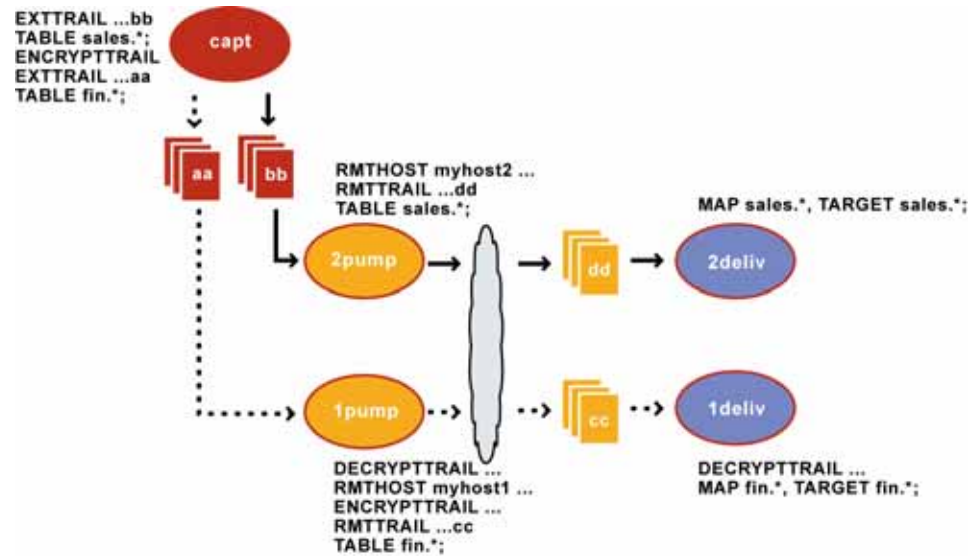 EXTTRAIL ...bb
TABLE sales.*;
ENCRYPTTRAIL
EXTTRAIL ...aa
TABLE fin.*;
capt
aa
bb
RMTHOST myhost2 ...
RMTTRAIL ...dd
TABLE sales.*;
MAP sales.*, TARGET sales.*;
2pump
dd
2deliv
1pump
cc
1deliv
DECRYPTTRAIL ...
RMTHOST myhost1 ...
ENCRYPTTRAIL ...
RMTTRAIL ...cc
TABLE fin.*;
DECRYPTTRAIL ...
MAP fin.*, TARGET fin.*;